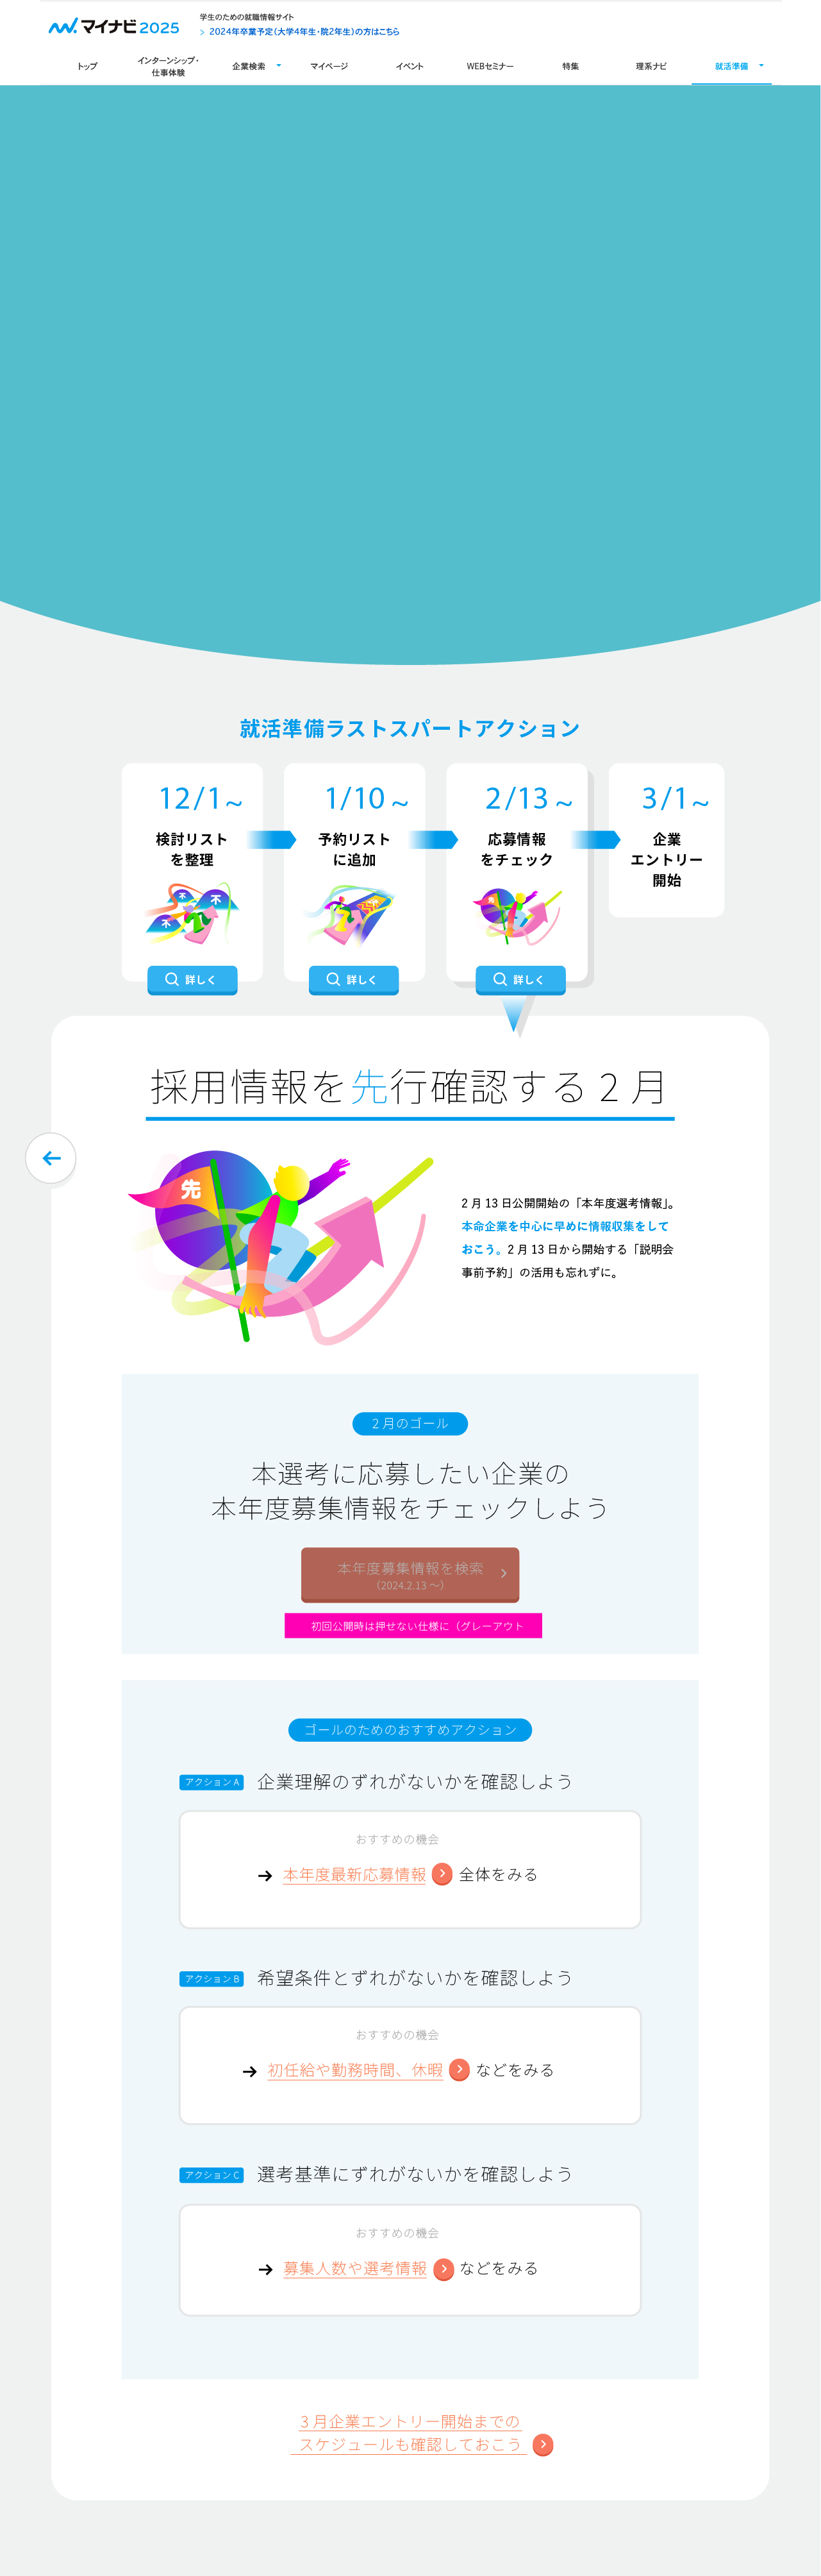 マイナビ2025
学生のための就職情報サイト
2024年卒業予定(大学4年生・院2年生)の方はこちら
トップ
インターンシップ・
仕事体験
企業検索
マイページ
イベント
WEBセミナー
特集
理系ナビ
就活準備
就活準備ラストスパートアクション
12/1~
検討リスト
を整理
不
不
不
詳しく
1/10~
予約リスト
に追加
詳しく
2/13~
応募情報
をチェック
先
詳しく
3/1~
企業
エントリー
開始
採用情報を先行確認する2月
先
2月13日公開開始の「本年度選考情報」。
本命企業を中心に早めに情報収集をして
おこう。2月13日から開始する「説明会
事前予約」の活用も忘れずに。
2月のゴール
本選考に応募したい企業の
本年度募集情報をチェックしよう
本年度募集情報を検索
(2024.2.13 〜)
初回公開時は押せない仕様に（グレーアウト
ゴールのためのおすすめアクション
アクションA
企業理解のずれがないかを確認しよう
おすすめの機会
→ 本年度最新応募情報 全体をみる
アクションB
希望条件とずれがないかを確認しよう
おすすめの機会
→ 初任給や勤務時間、休暇 などをみる
アクションC
選考基準にずれがないかを確認しよう
おすすめの機会
→ 募集人数や選考情報 などをみる
3月企業エントリー開始までの
スケジュールも確認しておこう